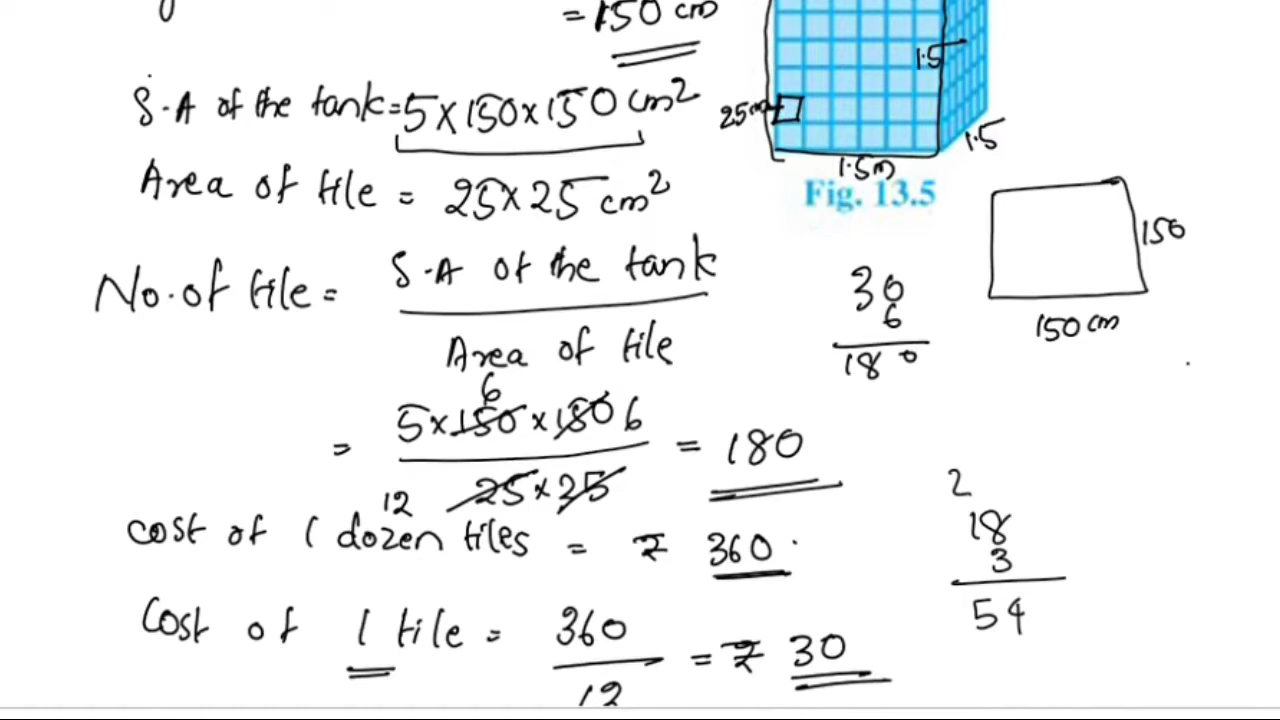 = 150 cm
S.A of the tank = 5×150×150 cm²
25 cm
1.5
1.5
1.5m
Area of tile = 25×25 cm²
Fig. 13.5
150
150 cm
No. of tile = S.A of the tank
Area of tile
30
6
180
6
= 5×150×150 6 = 180
25×25
12
cost of 1 dozen tiles = ₹ 360
2
18
3
54
Cost of 1 tile = 360 = ₹ 30
12